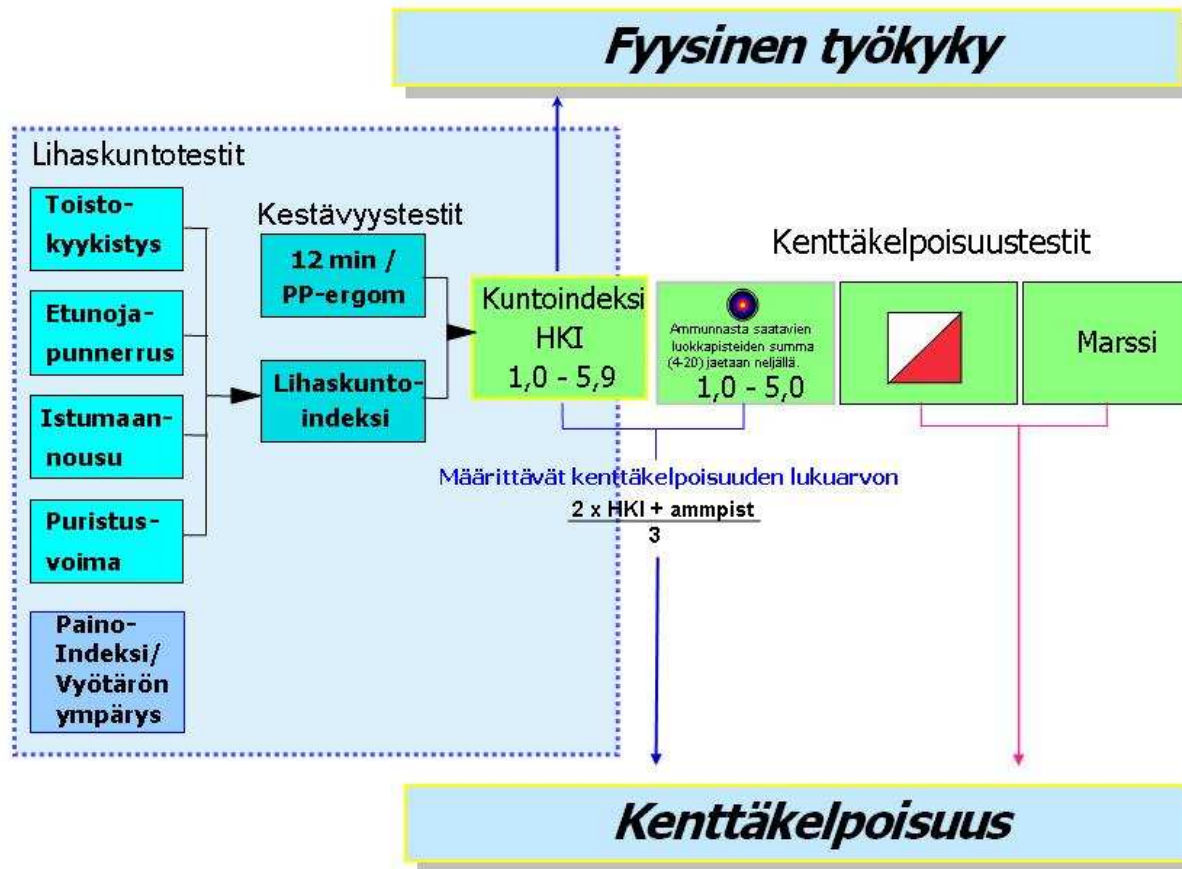 Fyysinen työkyky
Lihaskuntotestit
Toisto-
kyykistys
Etunoja-
punnerrus
Istumaan-
nousu
Puristus-
voima
Paino-
Indeksi/
Vyötärön
ympärys
Kestävyystestit
12 min /
PP-ergom
Lihaskunto-
indeksi
Kuntoindeksi
HKI
1,0 - 5,9
Kenttäkelpoisuustestit
Ammunnasta saatavien
luokkapisteiden summa
(4-20) jaetaan neljällä.
1,0 - 5,0
Marssi
Määrittävät kenttäkelpoisuuden lukuarvon
2 x HKI + ammpist
3
Kenttäkelpoisuus